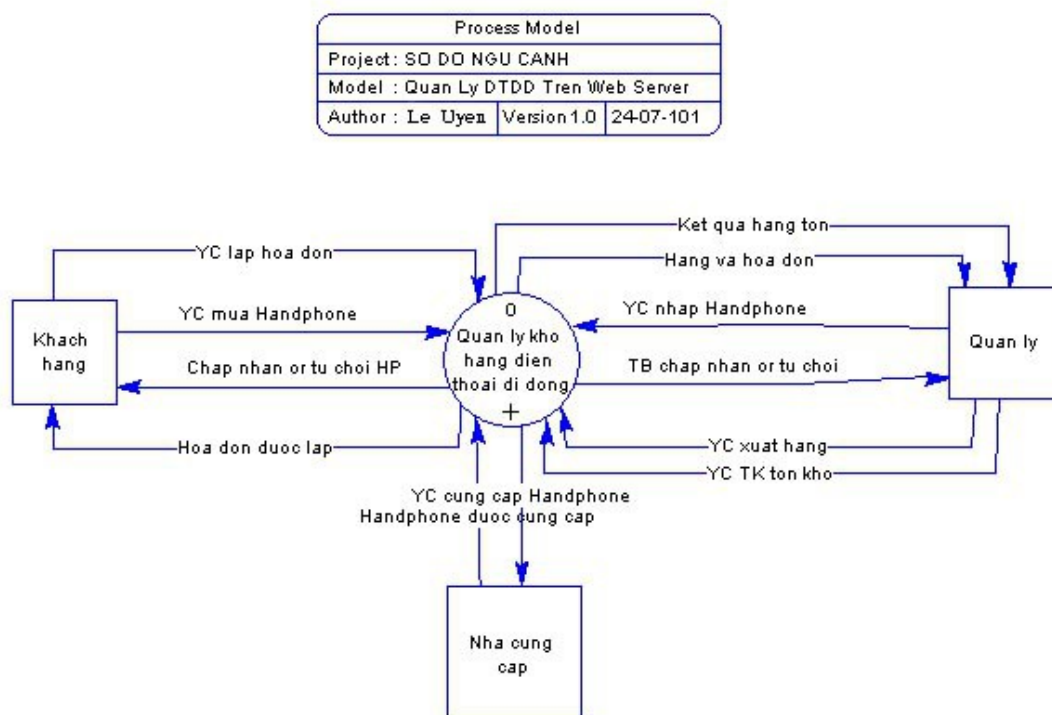 Process Model
Project : SO DO NGU CANH
Model : Quan Ly DTDD Tren Web Server
Author : Le Uyen Version 1.0 24-07-101
Ket qua hang ton
YC lap hoa don
Hang va hoa don
0
YC mua Handphone
YC nhap Handphone
Khach
hang
Quan ly kho
hang dien
thoai di dong
+
Quan ly
Chap nhan or tu choi HP
TB chap nhan or tu choi
Hoa don duoc lap
YC xuat hang
YC TK ton kho
YC cung cap Handphone
Handphone duoc cung cap
Nha cung
cap